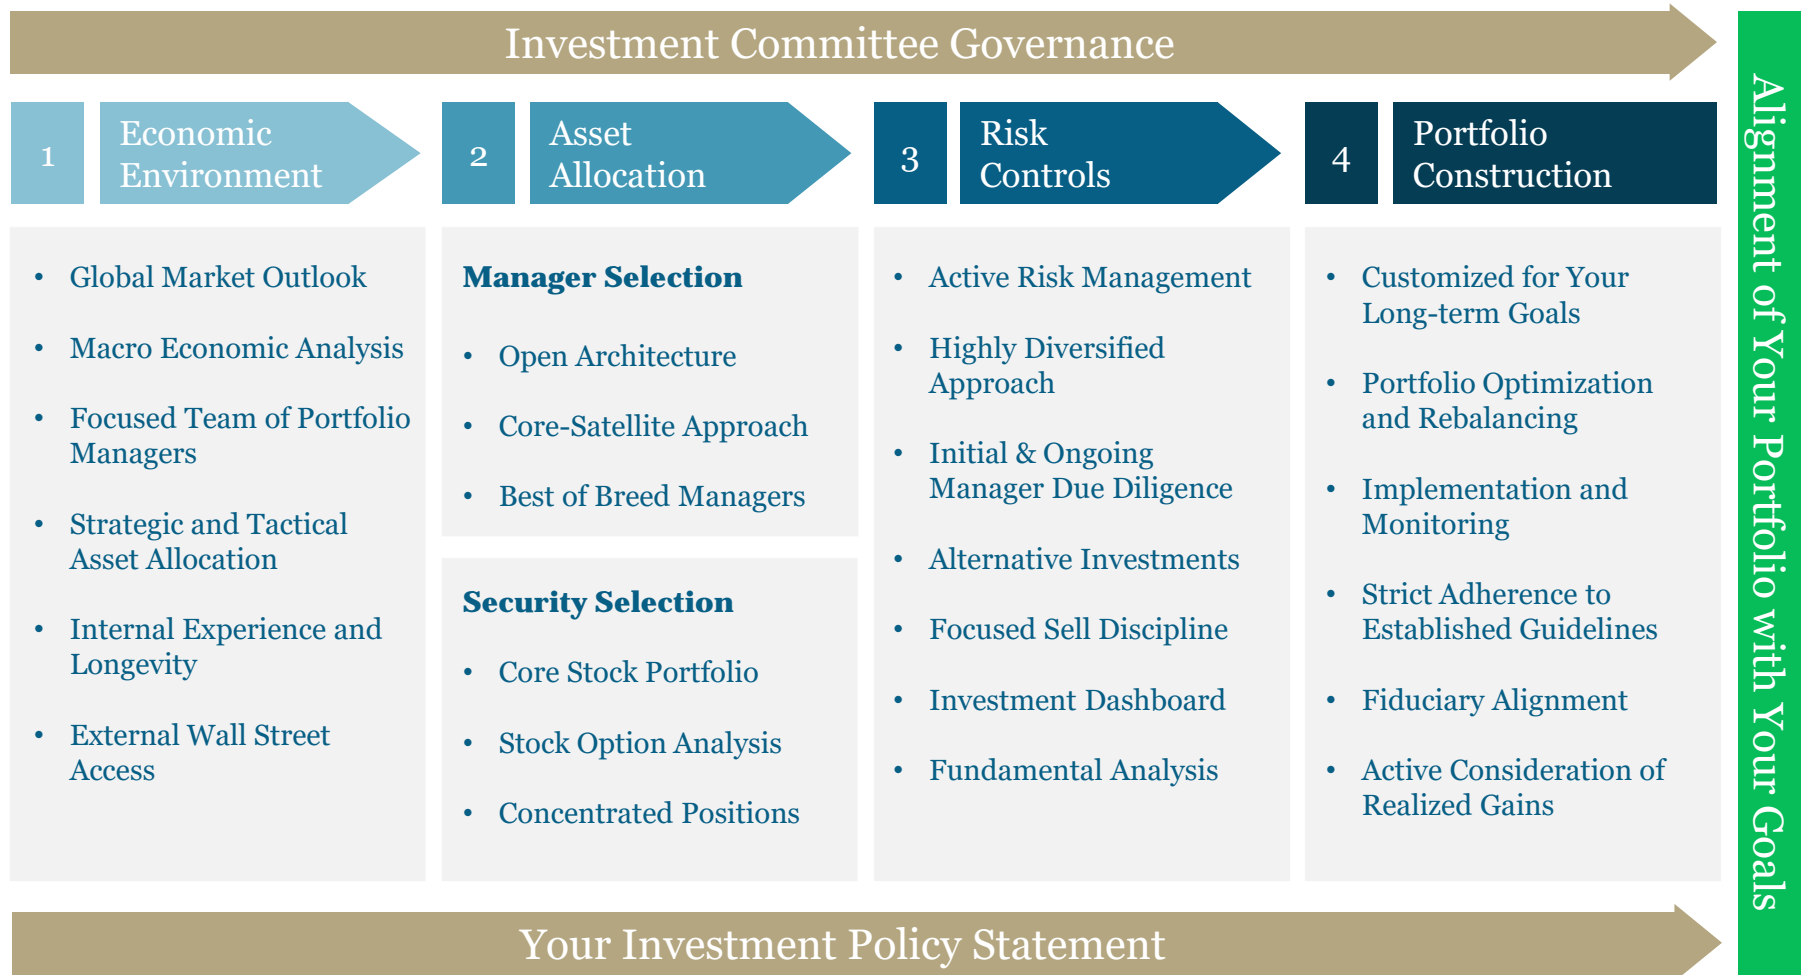 Investment Committee Governance
1
Economic
Environment
• Global Market Outlook
• Macro Economic Analysis
• Focused Team of Portfolio
Managers
• Strategic and Tactical
Asset Allocation
• Internal Experience and
Longevity
• External Wall Street
Access
2
Asset
Allocation
Manager Selection
• Open Architecture
• Core-Satellite Approach
• Best of Breed Managers
Security Selection
• Core Stock Portfolio
• Stock Option Analysis
• Concentrated Positions
3
Risk
Controls
• Active Risk Management
• Highly Diversified
Approach
• Initial & Ongoing
Manager Due Diligence
• Alternative Investments
• Focused Sell Discipline
• Investment Dashboard
• Fundamental Analysis
4
Portfolio
Construction
• Customized for Your
Long-term Goals
• Portfolio Optimization
and Rebalancing
• Implementation and
Monitoring
• Strict Adherence to
Established Guidelines
• Fiduciary Alignment
• Active Consideration of
Realized Gains
Your Investment Policy Statement
Alignment of Your Portfolio with Your Goals